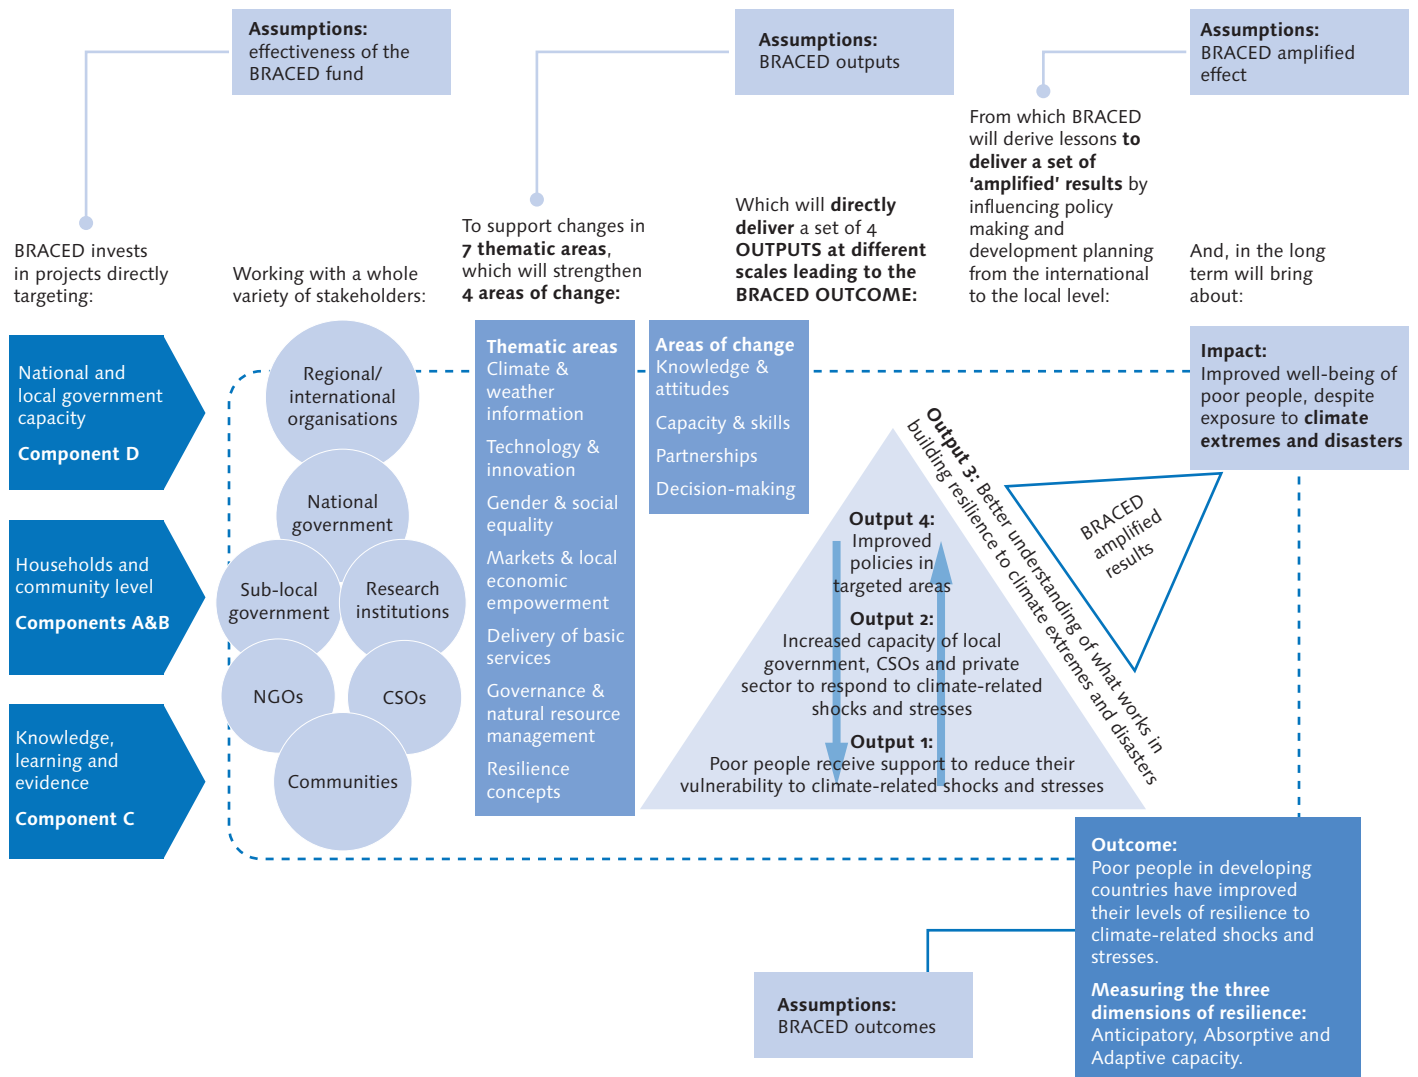 Assumptions:
effectiveness of the
BRACED fund
Assumptions:
BRACED outputs
Assumptions:
BRACED amplified
effect
BRACED invests
in projects directly
targeting:
Working with a whole
variety of stakeholders:
To support changes in
7 thematic areas,
which will strengthen
4 areas of change:
Which will directly
deliver a set of 4
OUTPUTS at different
scales leading to the
BRACED OUTCOME:
From which BRACED
will derive lessons to
deliver a set of
‘amplified’ results by
influencing policy
making and
development planning
from the international
to the local level:
And, in the long
term will bring
about:
National and
local government
capacity
Component D
Households and
community level
Components A&B
Knowledge,
learning and
evidence
Component C
Regional/
international
organisations
National
government
Sub-local
government
Research
institutions
NGOs
CSOs
Communities
Thematic areas
Climate &
weather
information
Technology &
innovation
Gender & social
equality
Markets & local
economic
empowerment
Delivery of basic
services
Governance &
natural resource
management
Resilience
concepts
Areas of change
Knowledge &
attitudes
Capacity & skills
Partnerships
Decision-making
Output 4:
Improved
policies in
targeted areas
Output 2:
Increased capacity of local
government, CSOs and private
sector to respond to climate-related
shocks and stresses
Output 1:
Poor people receive support to reduce their
vulnerability to climate-related shocks and stresses
Output 3: Better understanding of what works in
building resilience to climate extremes and disasters
BRACED
amplified
results
Impact:
Improved well-being of
poor people, despite
exposure to climate
extremes and disasters
Outcome:
Poor people in developing
countries have improved
their levels of resilience to
climate-related shocks and
stresses.
Measuring the three
dimensions of resilience:
Anticipatory, Absorptive and
Adaptive capacity.
Assumptions:
BRACED outcomes